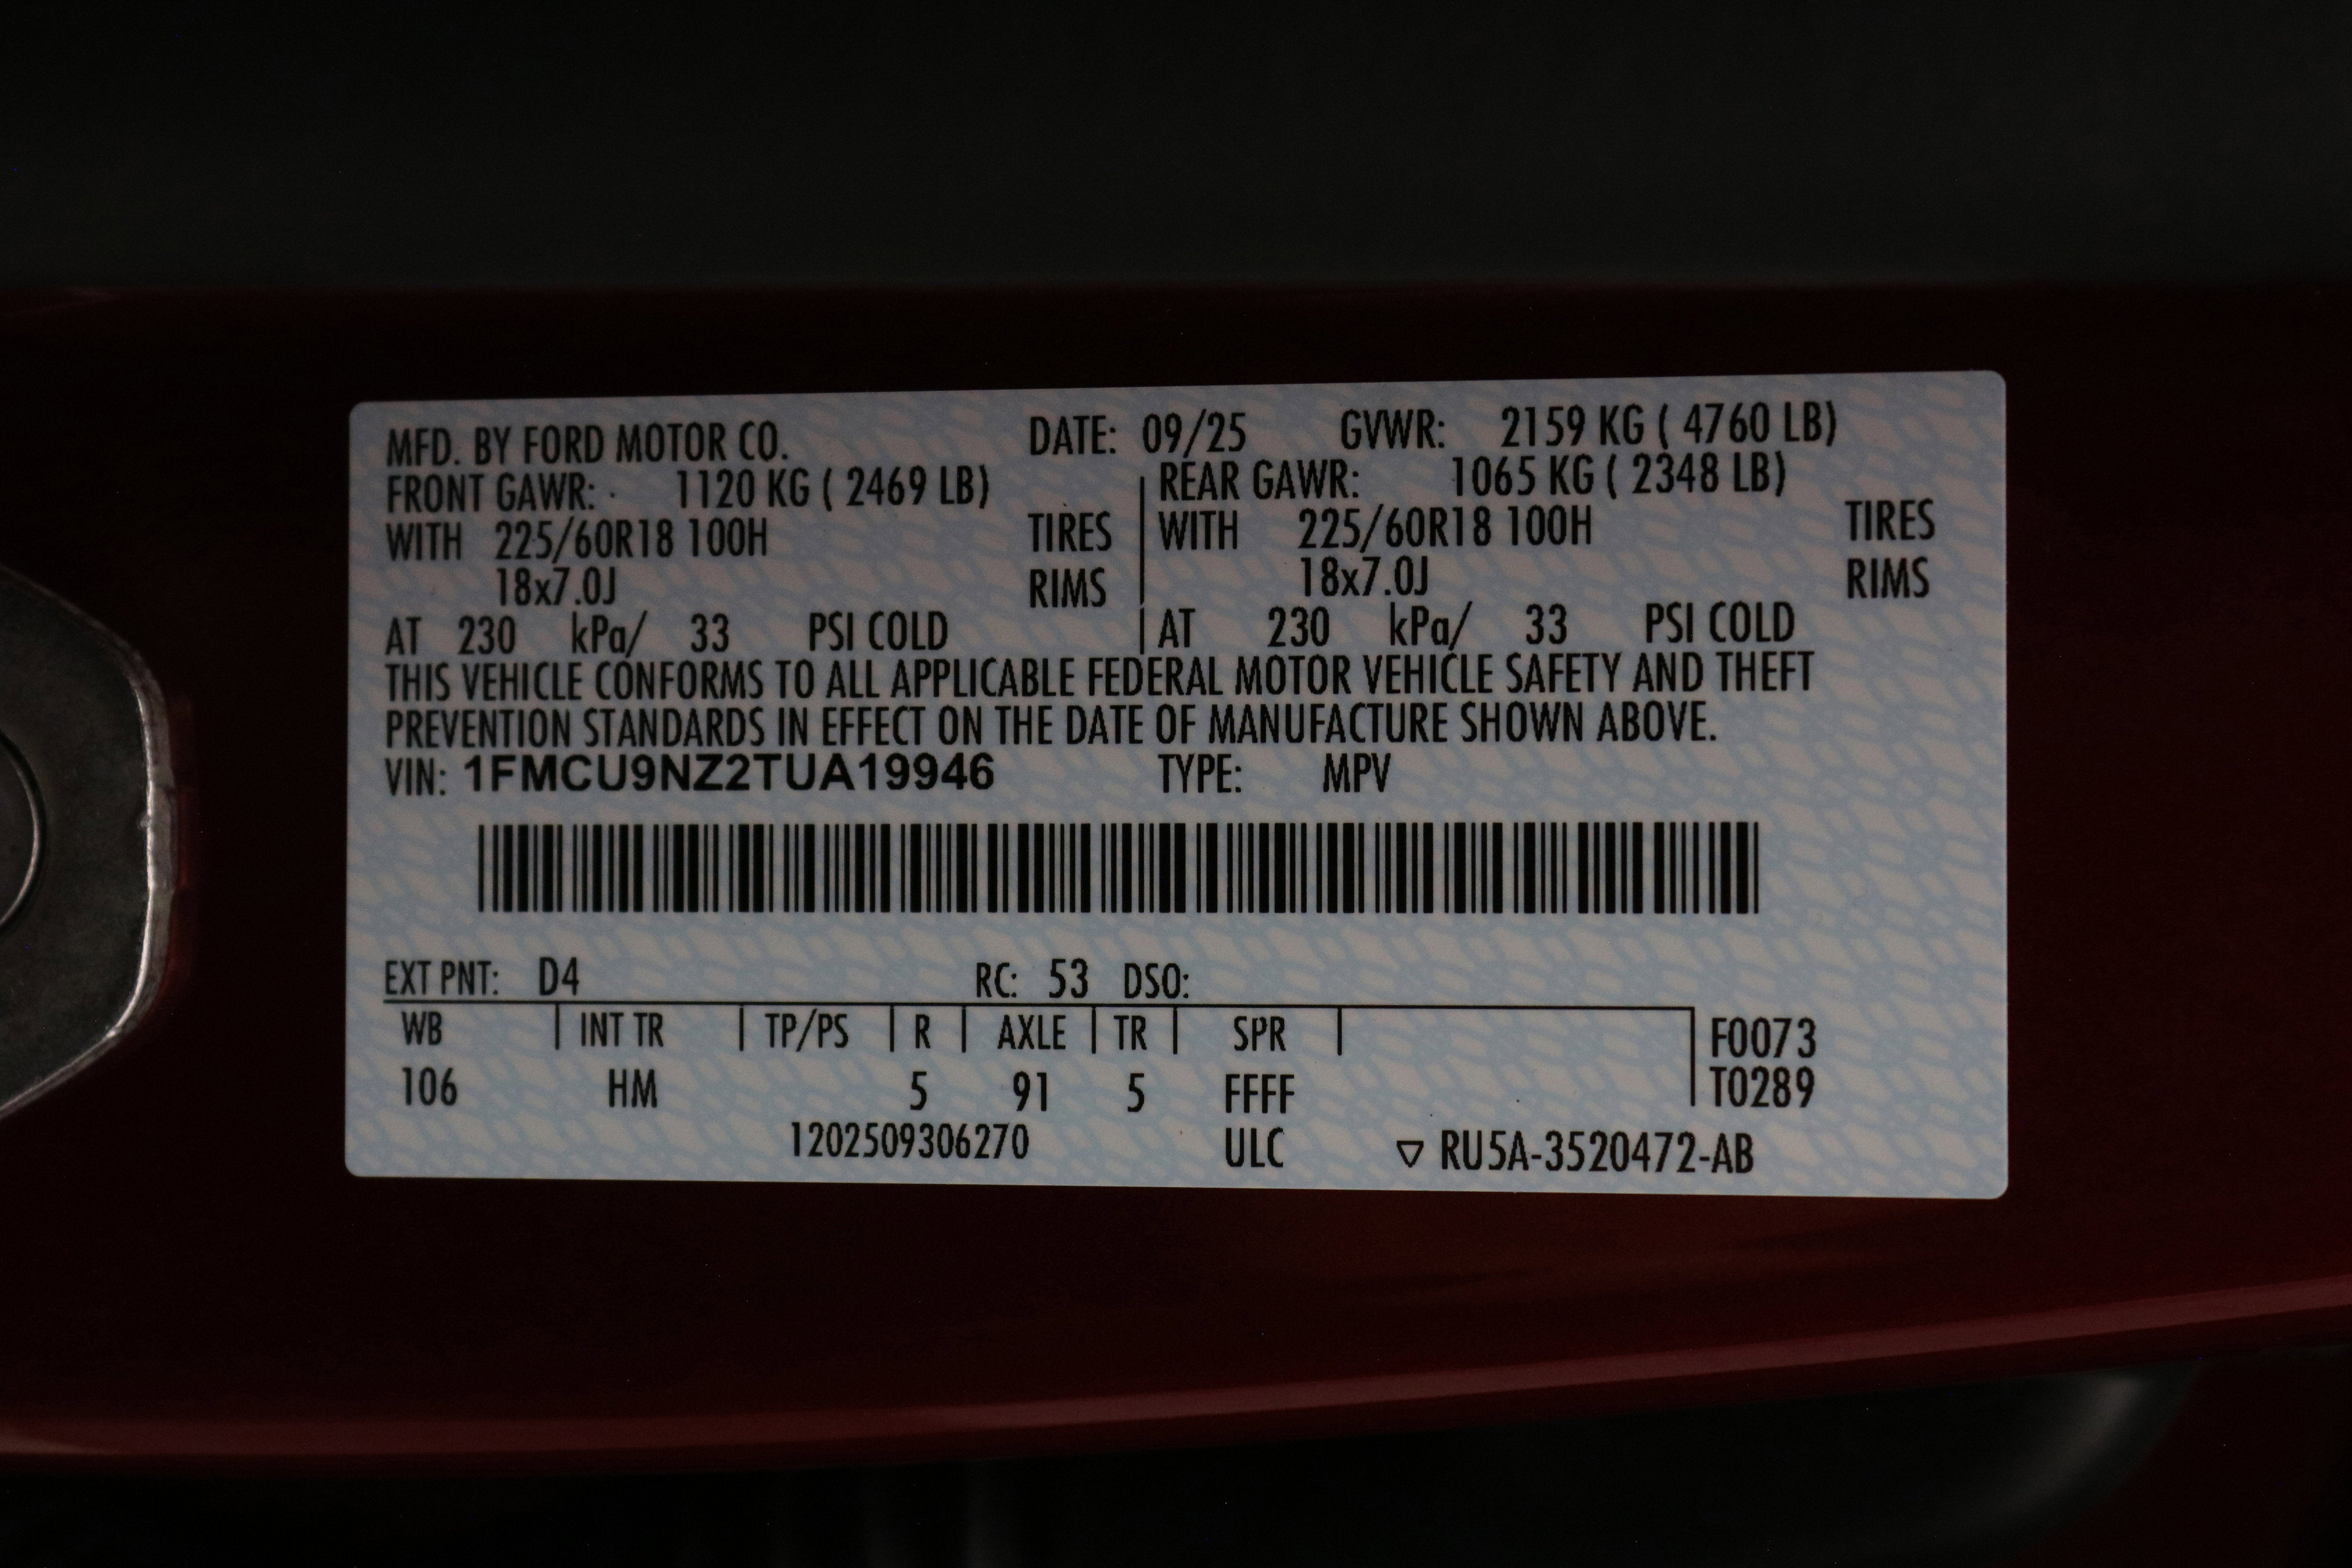 MFD. BY FORD MOTOR CO. DATE: 09/25 GVWR: 2159 KG ( 4760 LB)
FRONT GAWR: 1120 KG ( 2469 LB) REAR GAWR: 1065 KG ( 2348 LB)
WITH 225/60R18 100H TIRES WITH 225/60R18 100H TIRES
18x7.0J RIMS 18x7.0J RIMS
AT 230 kPa/ 33 PSI COLD AT 230 kPa/ 33 PSI COLD
THIS VEHICLE CONFORMS TO ALL APPLICABLE FEDERAL MOTOR VEHICLE SAFETY AND THEFT
PREVENTION STANDARDS IN EFFECT ON THE DATE OF MANUFACTURE SHOWN ABOVE.
VIN: 1FMCU9NZ2TUA19946 TYPE: MPV
EXT PNT: D4 RC: 53 DSO:
WB INT TR TP/PS R AXLE TR SPR F0073
106 HM 5 91 5 FFFF T0289
1202509306270 ULC ▽ RU5A-3520472-AB